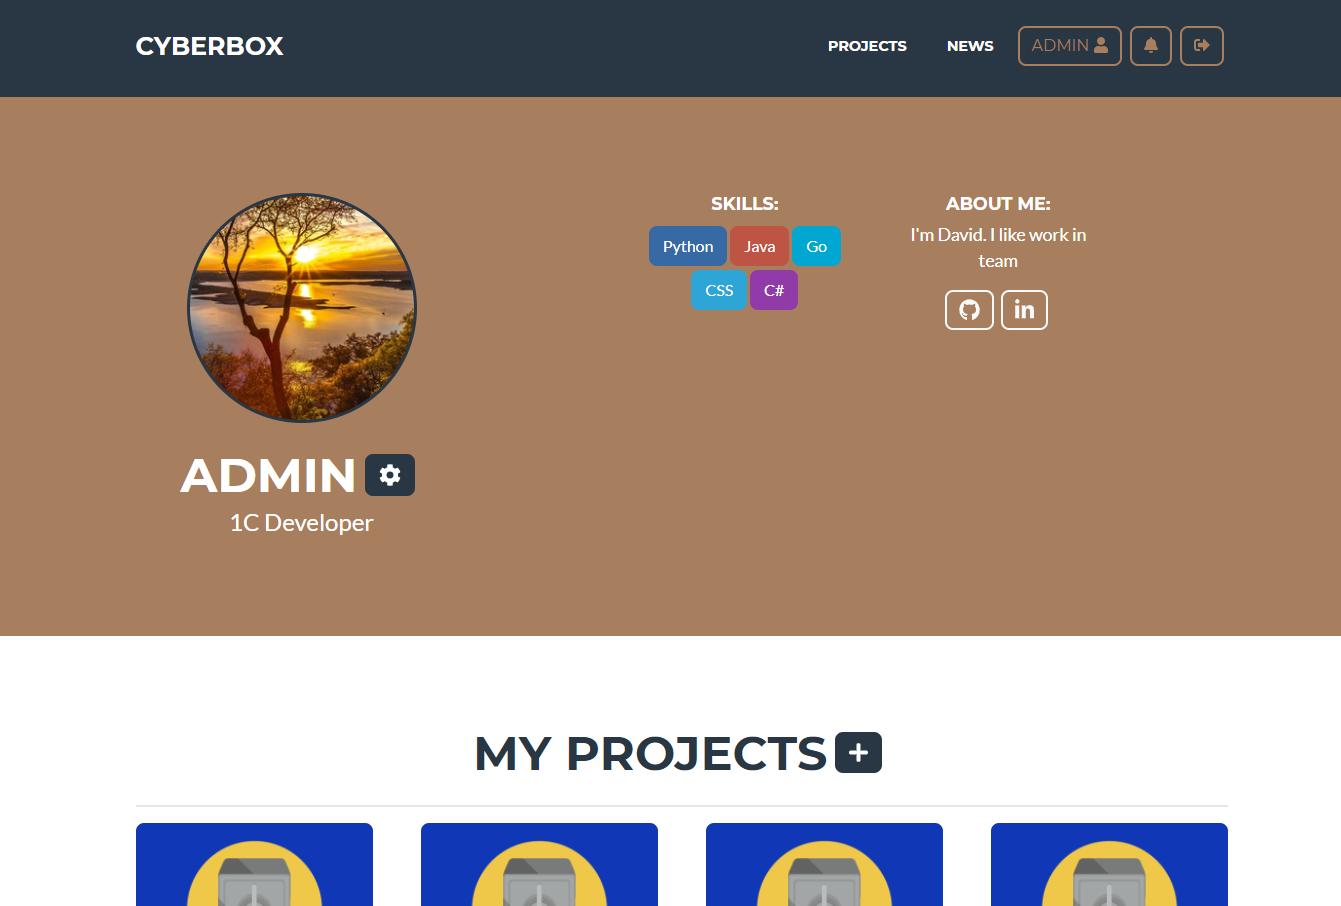 CYBERBOX
PROJECTS
NEWS
ADMIN
SKILLS:
Python
Java
Go
CSS
C#
ABOUT ME:
I'm David. I like work in
team
ADMIN
1C Developer
MY PROJECTS